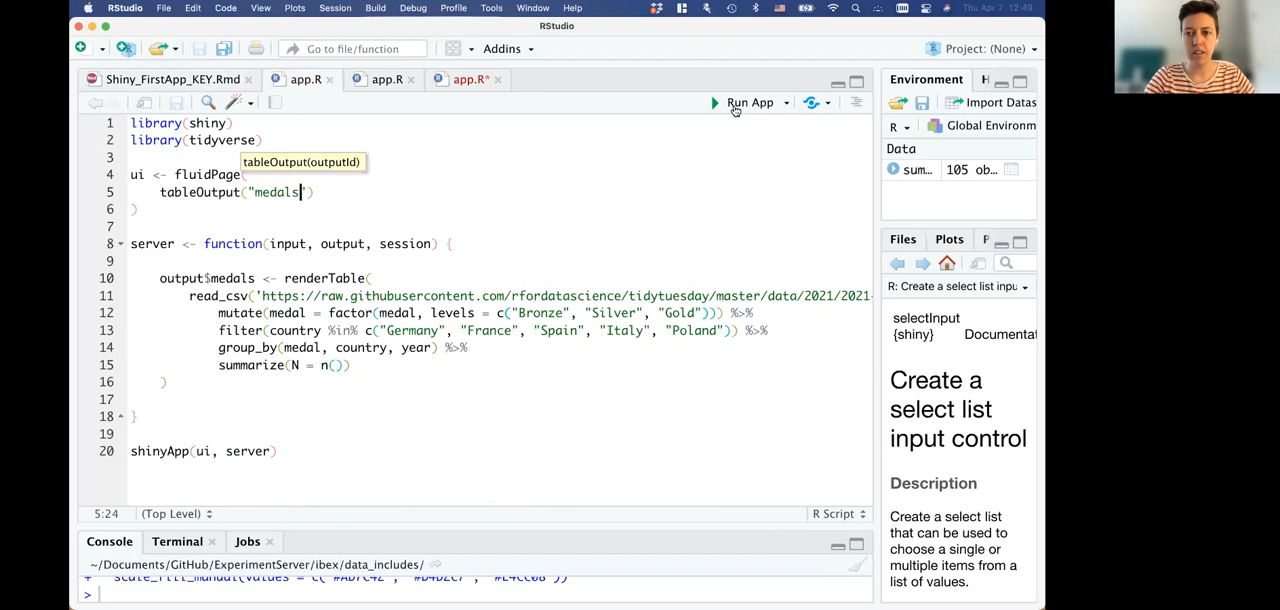 RStudio File Edit Code View Plots Session Build Debug Profile Tools Window Help Thu Apr 7 12:49
RStudio
Go to file/function Addins Project: (None)
Shiny_FirstApp_KEY.Rmd app.R app.R app.R*
Run App
1 library(shiny)
2 library(tidyverse)
tableOutput(outputId)
3
4 ui <- fluidPage(
5 tableOutput("medals")
6 )
7
8 server <- function(input, output, session) {
9
10 output$medals <- renderTable(
11 read_csv('https://raw.githubusercontent.com/rfordatascience/tidytuesday/master/data/2021/2021-
12 mutate(medal = factor(medal, levels = c("Bronze", "Silver", "Gold"))) %>%
13 filter(country %in% c("Germany", "France", "Spain", "Italy", "Poland")) %>%
14 group_by(medal, country, year) %>%
15 summarize(N = n())
16 )
17
18 }
19
20 shinyApp(ui, server)
5:24 (Top Level) R Script
Console Terminal Jobs
~/Documents/GitHub/ExperimentServer/ibex/data_includes/
>
Environment H
Import Datas
R Global Environm
Data
sum... 105 ob...
Files Plots P
R: Create a select list inpu
selectInput
{shiny} Documentat
Create a
select list
input control
Description
Create a select list
that can be used to
choose a single or
multiple items from a
list of values.